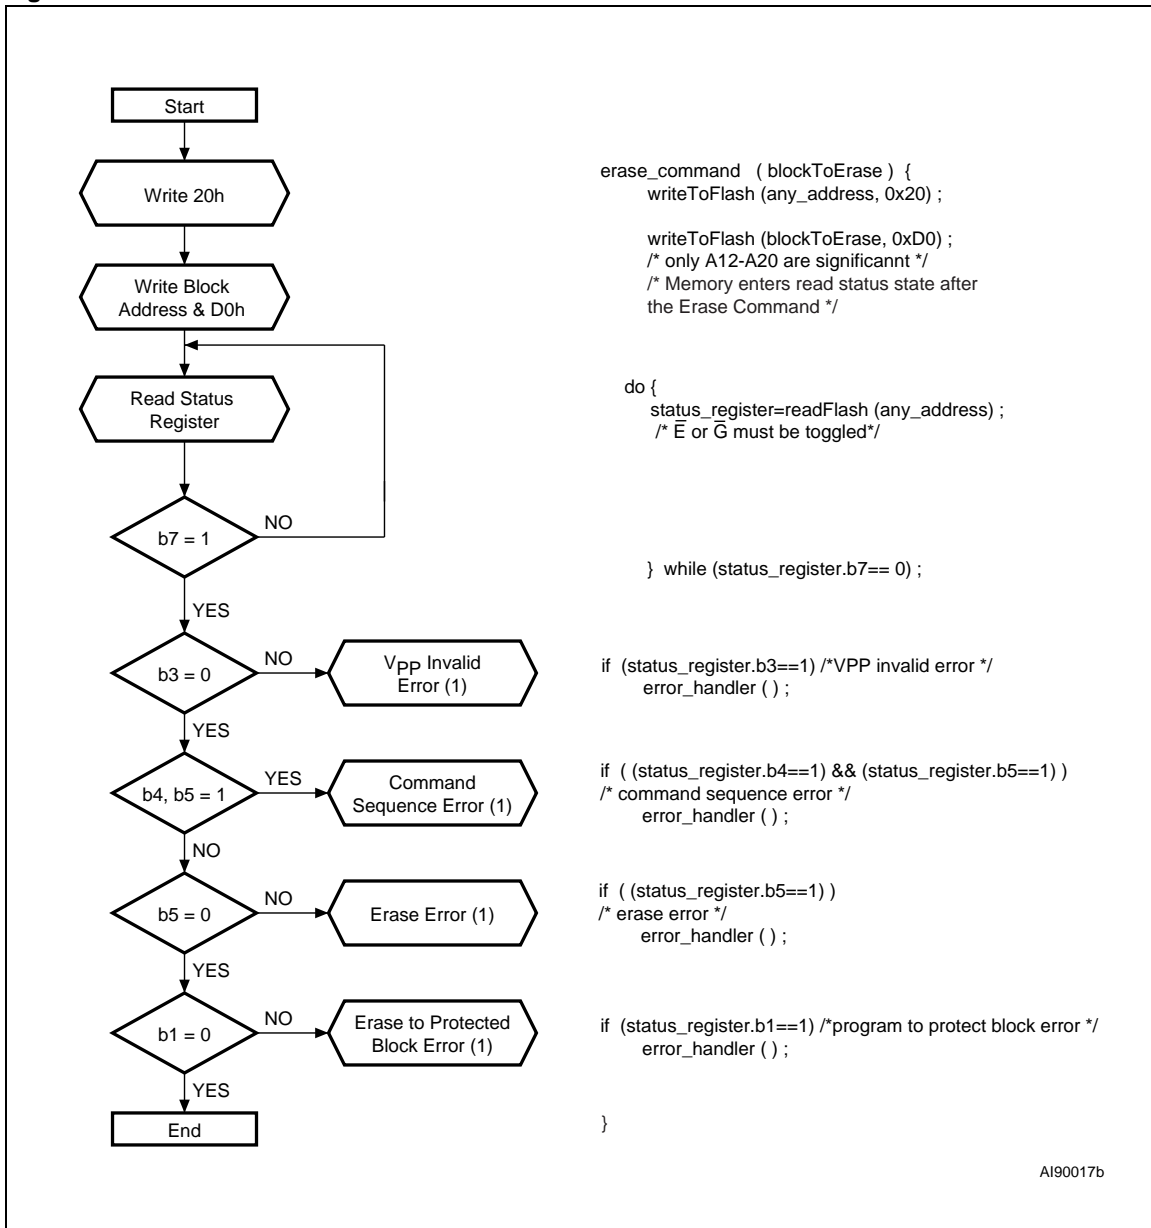 Start
Write 20h
Write Block
Address & D0h
Read Status
Register
b7 = 1
NO
YES
b3 = 0
NO
VPP Invalid
Error (1)
YES
b4, b5 = 1
YES
Command
Sequence Error (1)
NO
b5 = 0
NO
Erase Error (1)
YES
b1 = 0
NO
Erase to Protected
Block Error (1)
YES
End
erase_command ( blockToErase ) {
writeToFlash (any_address, 0x20) ;
writeToFlash (blockToErase, 0xD0) ;
/* only A12-A20 are significannt */
/* Memory enters read status state after
the Erase Command */
do {
status_register=readFlash (any_address) ;
/* E̅ or G̅ must be toggled*/
} while (status_register.b7== 0) ;
if (status_register.b3==1) /*VPP invalid error */
error_handler ( ) ;
if ( (status_register.b4==1) && (status_register.b5==1) )
/* command sequence error */
error_handler ( ) ;
if ( (status_register.b5==1) )
/* erase error */
error_handler ( ) ;
if (status_register.b1==1) /*program to protect block error */
error_handler ( ) ;
}
AI90017b